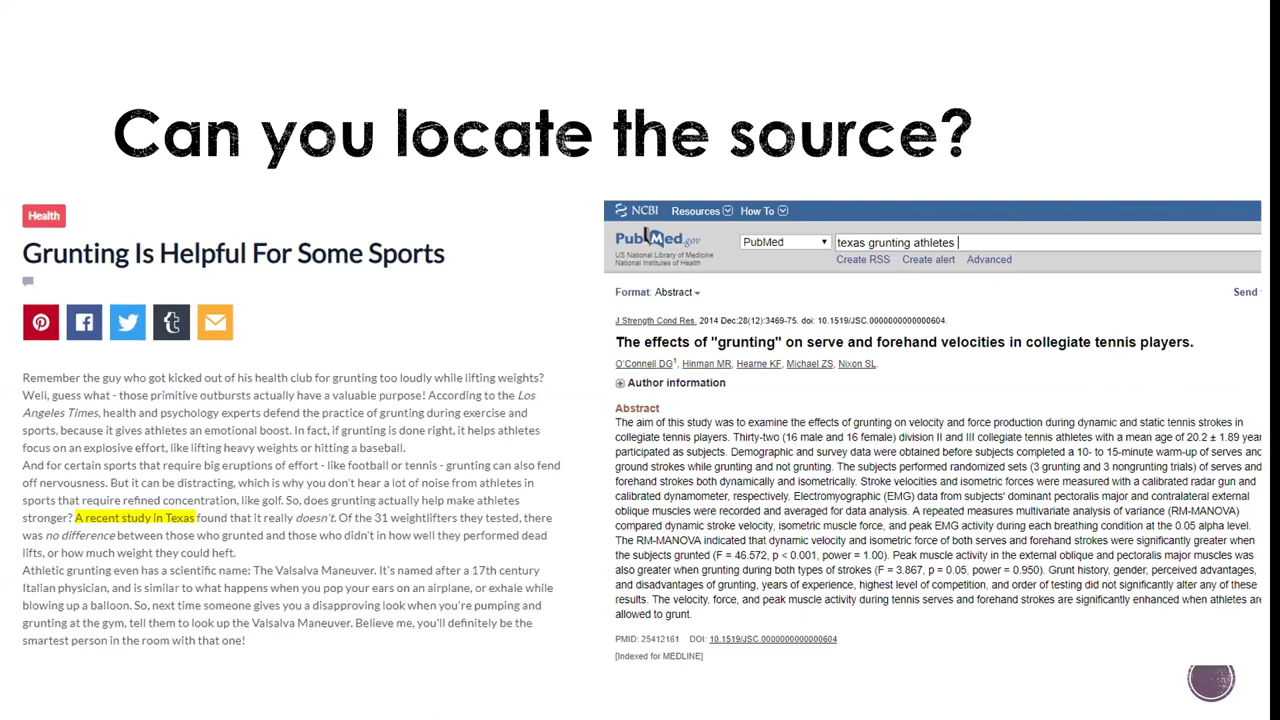 Can you locate the source?
Health
Grunting Is Helpful For Some Sports
Remember the guy who got kicked out of his health club for grunting too loudly while lifting weights?
Well, guess what - those primitive outbursts actually have a valuable purpose! According to the Los
Angeles Times, health and psychology experts defend the practice of grunting during exercise and
sports, because it gives athletes an emotional boost. In fact, if grunting is done right, it helps athletes
focus on an explosive effort, like lifting heavy weights or hitting a baseball.
And for certain sports that require big eruptions of effort - like football or tennis - grunting can also fend
off nervousness. But it can be distracting, which is why you don't hear a lot of noise from athletes in
sports that require refined concentration, like golf. So, does grunting actually help make athletes
stronger? A recent study in Texas found that it really doesn't. Of the 31 weightlifters they tested, there
was no difference between those who grunted and those who didn't in how well they performed dead
lifts, or how much weight they could heft.
Athletic grunting even has a scientific name: The Valsalva Maneuver. It's named after a 17th century
Italian physician, and is similar to what happens when you pop your ears on an airplane, or exhale while
blowing up a balloon. So, next time someone gives you a disapproving look when you're pumping and
grunting at the gym, tell them to look up the Valsalva Maneuver. Believe me, you'll definitely be the
smartest person in the room with that one!
NCBI Resources How To
PubMed.gov
US National Library of Medicine
National Institutes of Health
PubMed
texas grunting athletes
Create RSS Create alert Advanced
Format: Abstract
Send
J Strength Cond Res. 2014 Dec;28(12):3469-75. doi: 10.1519/JSC.0000000000000604.
The effects of "grunting" on serve and forehand velocities in collegiate tennis players.
O'Connell DG1, Hinman MR, Hearne KF, Michael ZS, Nixon SL.
Author information
Abstract
The aim of this study was to examine the effects of grunting on velocity and force production during dynamic and static tennis strokes in
collegiate tennis players. Thirty-two (16 male and 16 female) division II and III collegiate tennis athletes with a mean age of 20.2 ± 1.89 year
participated as subjects. Demographic and survey data were obtained before subjects completed a 10- to 15-minute warm-up of serves and
ground strokes while grunting and not grunting. The subjects performed randomized sets (3 grunting and 3 nongrunting trials) of serves and
forehand strokes both dynamically and isometrically. Stroke velocities and isometric forces were measured with a calibrated radar gun and
calibrated dynamometer, respectively. Electromyographic (EMG) data from subjects' dominant pectoralis major and contralateral external
oblique muscles were recorded and averaged for data analysis. A repeated measures multivariate analysis of variance (RM-MANOVA)
compared dynamic stroke velocity, isometric muscle force, and peak EMG activity during each breathing condition at the 0.05 alpha level.
The RM-MANOVA indicated that dynamic velocity and isometric force of both serves and forehand strokes were significantly greater when
the subjects grunted (F = 46.572, p < 0.001, power = 1.00). Peak muscle activity in the external oblique and pectoralis major muscles was
also greater when grunting during both types of strokes (F = 3.867, p = 0.05, power = 0.950). Grunt history, gender, perceived advantages,
and disadvantages of grunting, years of experience, highest level of competition, and order of testing did not significantly alter any of these
results. The velocity, force, and peak muscle activity during tennis serves and forehand strokes are significantly enhanced when athletes are
allowed to grunt.
PMID: 25412161 DOI: 10.1519/JSC.0000000000000604
[Indexed for MEDLINE]